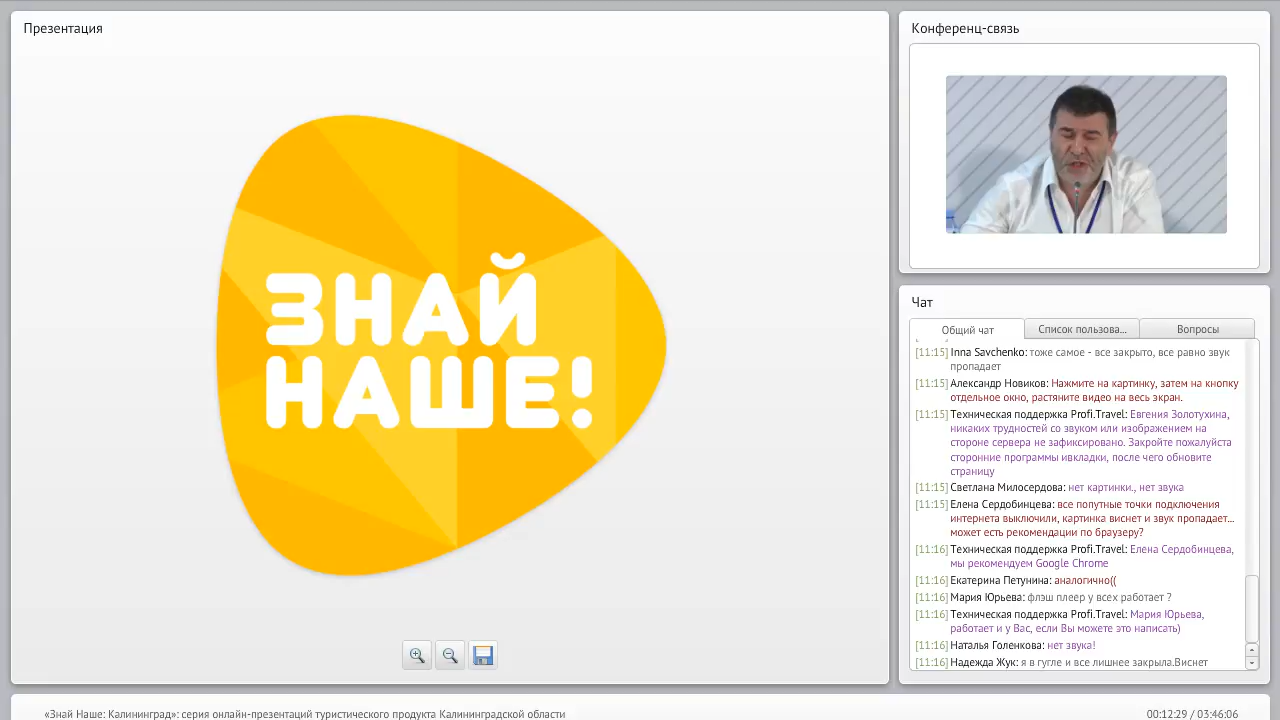 Презентация
ЗНАЙ
НАШЕ!
Конференц-связь
Чат
Общий чат
Список пользова...
Вопросы
[11:15] Inna Savchenko: тоже самое - все закрыто, все равно звук
пропадает
[11:15] Александр Новиков: Нажмите на картинку, затем на кнопку
отдельное окно, растяните видео на весь экран.
[11:15] Техническая поддержка Profi.Travel: Евгения Золотухина,
никаких трудностей со звуком или изображением на
стороне сервера не зафиксировано. Закройте пожалуйста
сторонние программы ивкладки, после чего обновите
страницу
[11:15] Светлана Милосердова: нет картинки., нет звука
[11:15] Елена Сердобинцева: все попутные точки подключения
интернета выключили, картинка виснет и звук пропадает...
может есть рекомендации по браузеру?
[11:16] Техническая поддержка Profi.Travel: Елена Сердобинцева,
мы рекомендуем Google Chrome
[11:16] Екатерина Петунина: аналогично((
[11:16] Мария Юрьева: флэш плеер у всех работает ?
[11:16] Техническая поддержка Profi.Travel: Мария Юрьева,
работает и у Вас, если Вы можете это написать)
[11:16] Наталья Голенкова: нет звука!
[11:16] Надежда Жук: я в гугле и все лишнее закрыла.Виснет
«Знай Наше: Калининград»: серия онлайн-презентаций туристического продукта Калининградской области
00:12:29 / 03:46:06